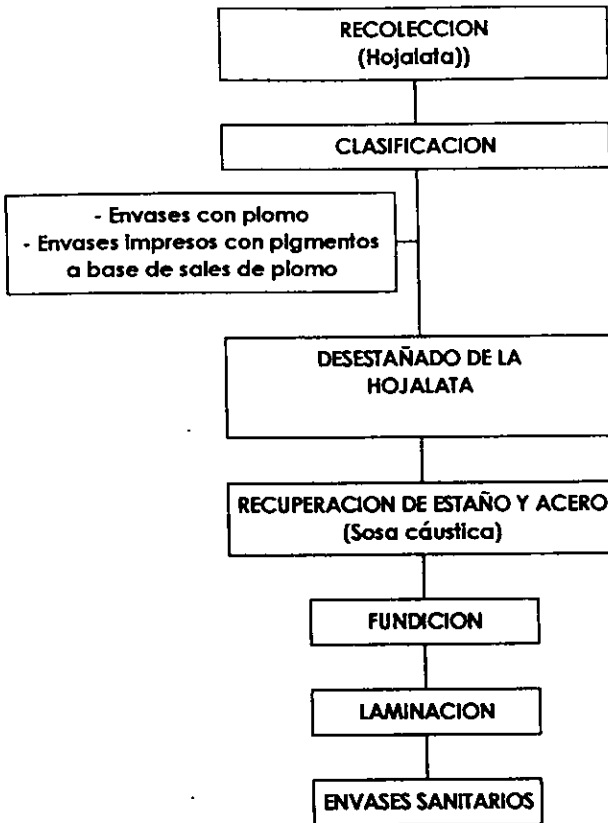 RECOLECCION
(Hojalata))
CLASIFICACION
- Envases con plomo
- Envases impresos con pigmentos
a base de sales de plomo
DESESTAÑADO DE LA
HOJALATA
RECUPERACION DE ESTAÑO Y ACERO
(Sosa cáustica)
FUNDICION
LAMINACION
ENVASES SANITARIOS